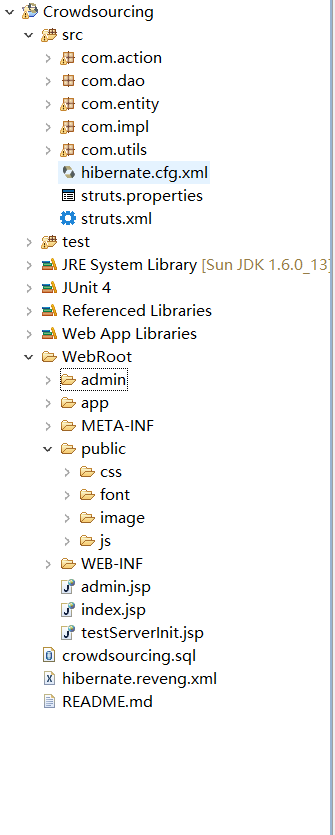 Crowdsourcing
src
com.action
com.dao
com.entity
com.impl
com.utils
hibernate.cfg.xml
struts.properties
struts.xml
test
JRE System Library [Sun JDK 1.6.0_13]
JUnit 4
Referenced Libraries
Web App Libraries
WebRoot
admin
app
META-INF
public
css
font
image
js
WEB-INF
admin.jsp
index.jsp
testServerInit.jsp
crowdsourcing.sql
hibernate.reveng.xml
README.md